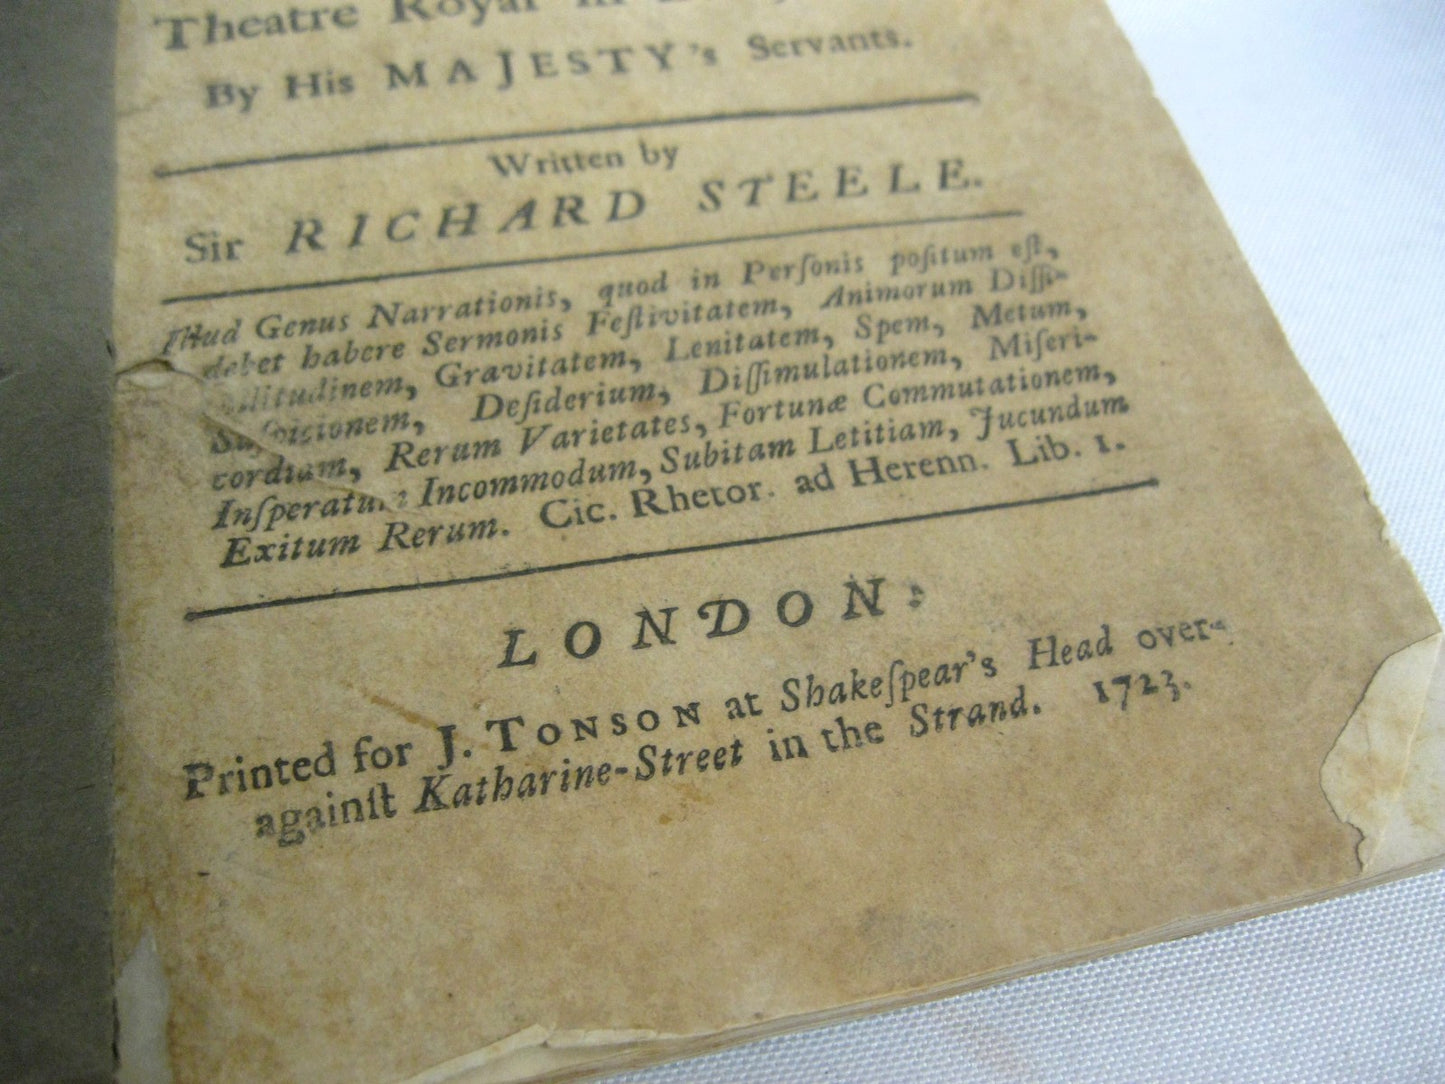 Theatre Royal in
By His MAJESTY's Servants.
Written by
Sir RICHARD STEELE.
Illud Genus Narrationis, quod in Perſonis poſitum eſt,
debet habere Sermonis Feſtivitatem, Animorum Diſſi-
militudinem, Gravitatem, Lenitatem, Spem, Metum,
Suſpicionem, Deſiderium, Diſſimulationem, Miſeri-
cordiam, Rerum Varietates, Fortunæ Commutationem,
Inſperatum Incommodum, Subitam Letitiam, Jucundum
Exitum Rerum. Cic. Rhetor. ad Herenn. Lib. 1.
LONDON:
Printed for J. TONSON at Shakeſpear's Head over-
againſt Katharine-Street in the Strand. 1723.